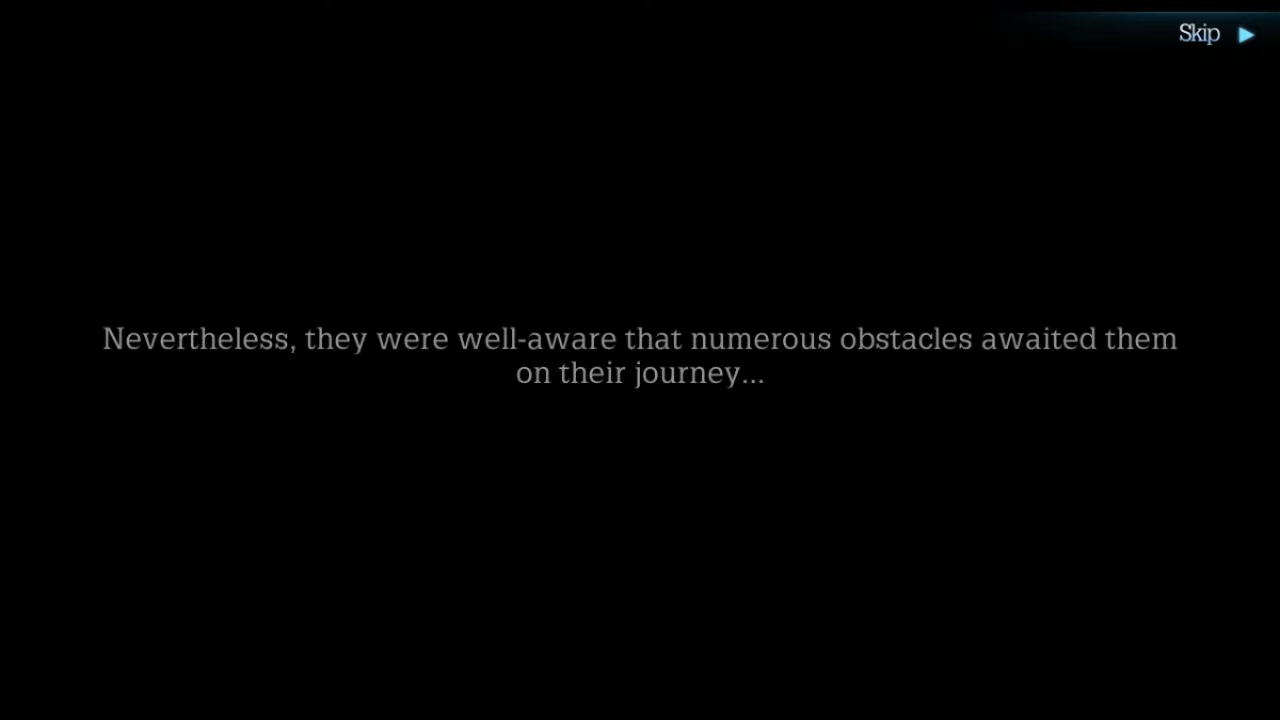 Skip
Nevertheless, they were well-aware that numerous obstacles awaited them
on their journey...